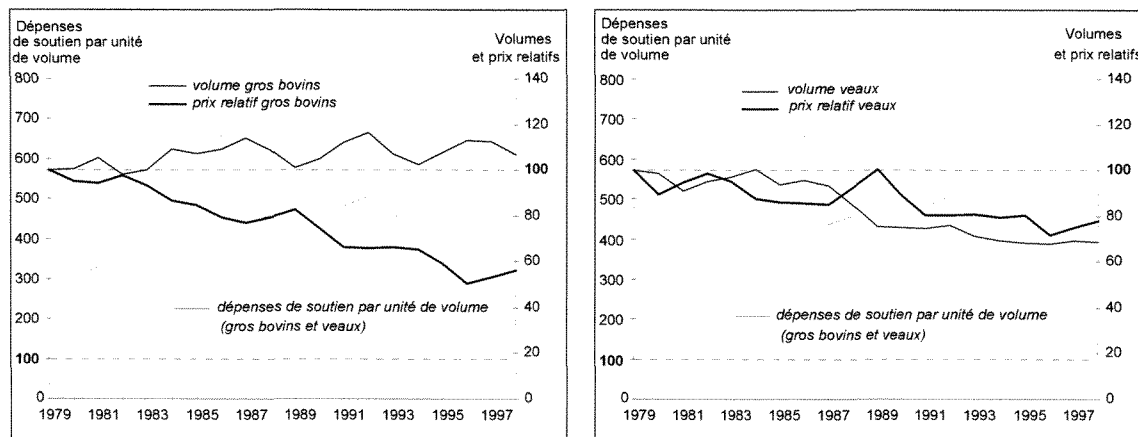 Dépenses
de soutien par unité
de volume
Volumes
et prix relatifs
800
700
600
500
400
300
200
100
0
140
120
100
80
60
40
20
0
volume gros bovins
prix relatif gros bovins
dépenses de soutien par unité de volume
(gros bovins et veaux)
1979 1981 1983 1985 1987 1989 1991 1993 1995 1997
Dépenses
de soutien par unité
de volume
Volumes
et prix relatifs
800
700
600
500
400
300
200
100
0
140
120
100
80
60
40
20
0
volume veaux
prix relatif veaux
dépenses de soutien par unité de volume
(gros bovins et veaux)
1979 1981 1983 1985 1987 1989 1991 1993 1995 1997